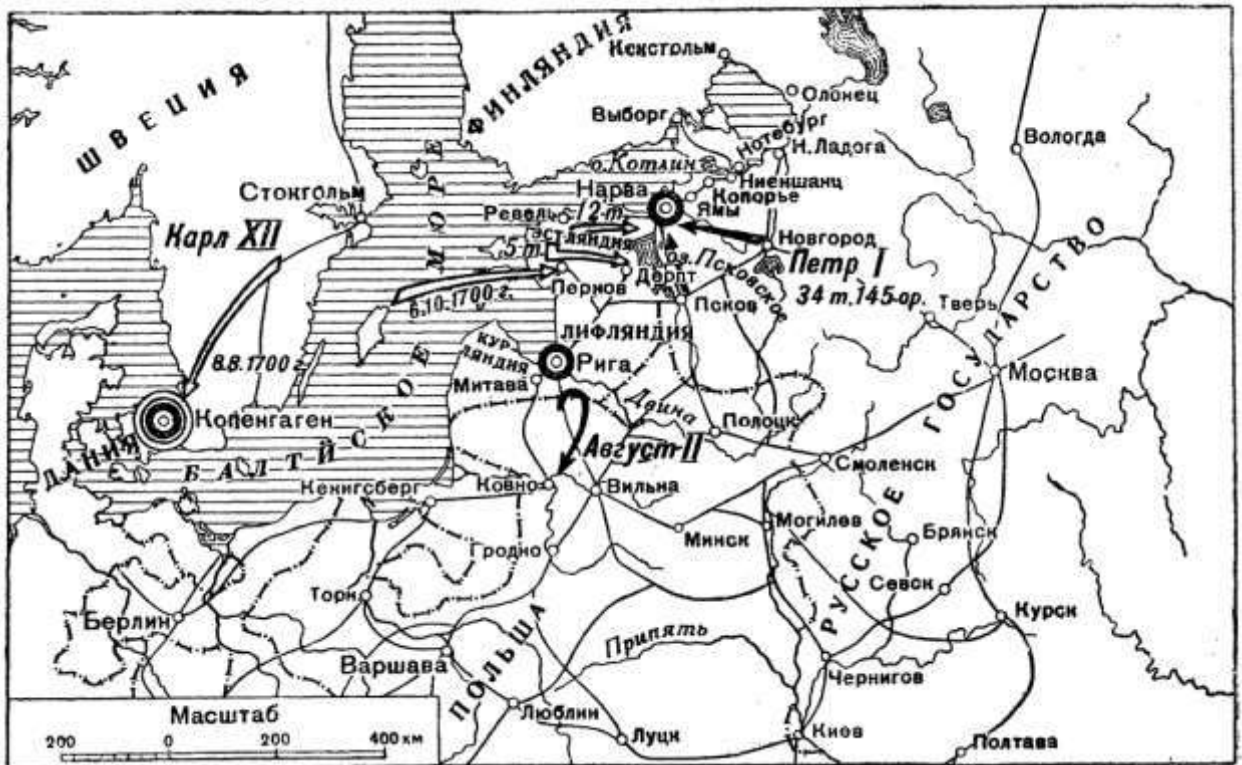 ШВЕЦИЯ
ФИНЛЯНДИЯ
Кекстольм
Олонец
Выборг
Нотебург
Н.Ладога
Вологда
о.Котлин
Ниеншанц
Стокгольм
Нарва
Копорье
Ямы
Ревель
12 т.
ЭСТЛЯНДИЯ
Новгород
Карл XII
5 т.
оз. Псковское
Петр I
34 т. 145 ор.
Дерпт
Пернов
6.10.1700 г.
Псков
Тверь
ЛИФЛЯНДИЯ
КУР
ЛЯНДИЯ
Рига
Митава
8.8.1700 г.
Москва
Двина
Полоцк
Копенгаген
ДАНИЯ
БАЛТИЙСКОЕ МОРЕ
Август II
Смоленск
Кенигсберг
Ковно
Вильна
Минск
Могилев
Брянск
РУССКОЕ ГОСУДАРСТВО
Гродно
Севск
Торн
Берлин
Курск
Варшава
ПОЛЬША
Припять
Чернигов
Люблин
Луцк
Киев
Полтава
Масштаб
200 0 200 400 км